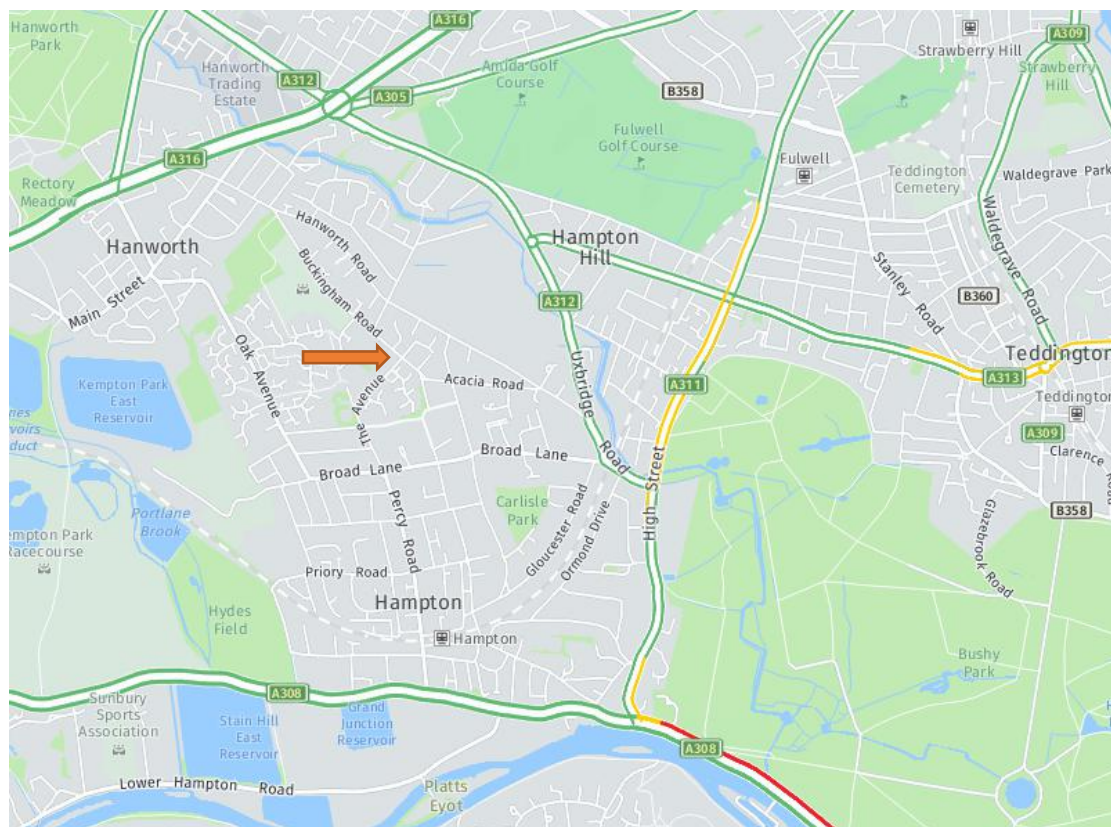 Hanworth
Park
A316
A309
Strawberry Hill
Strawberry
Hill
Hanworth
Trading
Estate
A312
A305
Amida Golf
Course
B358
Fulwell
Golf Course
Fulwell
Teddington
Cemetery
Waldegrave Park
A316
Rectory
Meadow
Hanworth
Hanworth Road
Buckingham Road
Hampton
Hill
Waldegrave Road
Stanley Road
B360
Main Street
A312
Oak Avenue
Uxbridge Road
Teddington
Kempton Park
East
Reservoir
The Avenue
Acacia Road
A311
A313
Teddington
A309
Clarence
Broad Lane
Broad Lane
High Street
Percy Road
Carlisle
Park
Gloucester Road
Ormond Drive
Glazebrook Road
B358
Portlane
Brook
Racecourse
Priory Road
Hampton
Hydes
Field
Hampton
Bushy
Park
A308
Sunbury
Sports
Association
Stain Hill
East
Reservoir
Grand
Junction
Reservoir
A308
Lower Hampton Road
Platts
Eyot